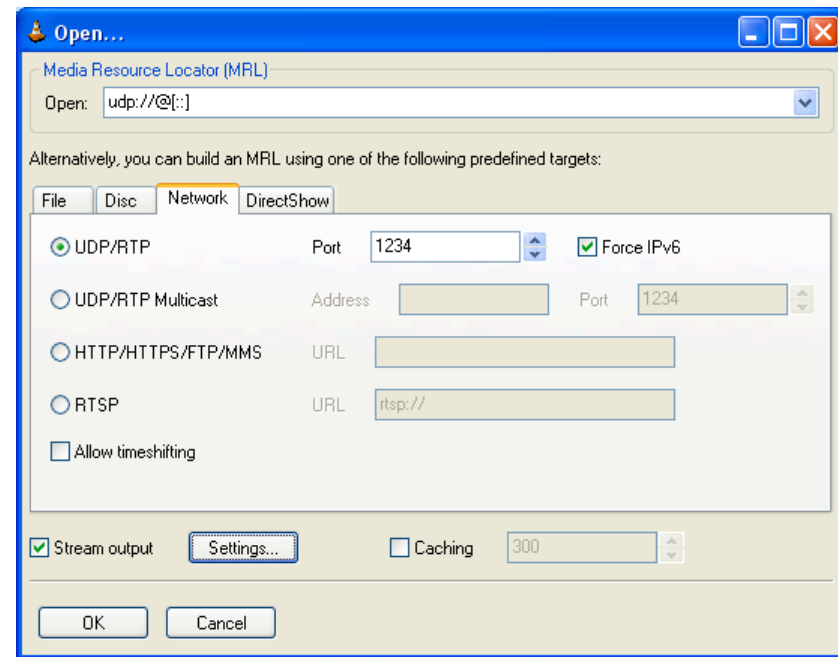 Open...
Media Resource Locator (MRL)
Open: udp://@[::]
Alternatively, you can build an MRL using one of the following predefined targets:
File Disc Network DirectShow
UDP/RTP Port 1234 Force IPv6
UDP/RTP Multicast Address Port 1234
HTTP/HTTPS/FTP/MMS URL
RTSP URL rtsp://
Allow timeshifting
Stream output Settings... Caching 300
OK Cancel